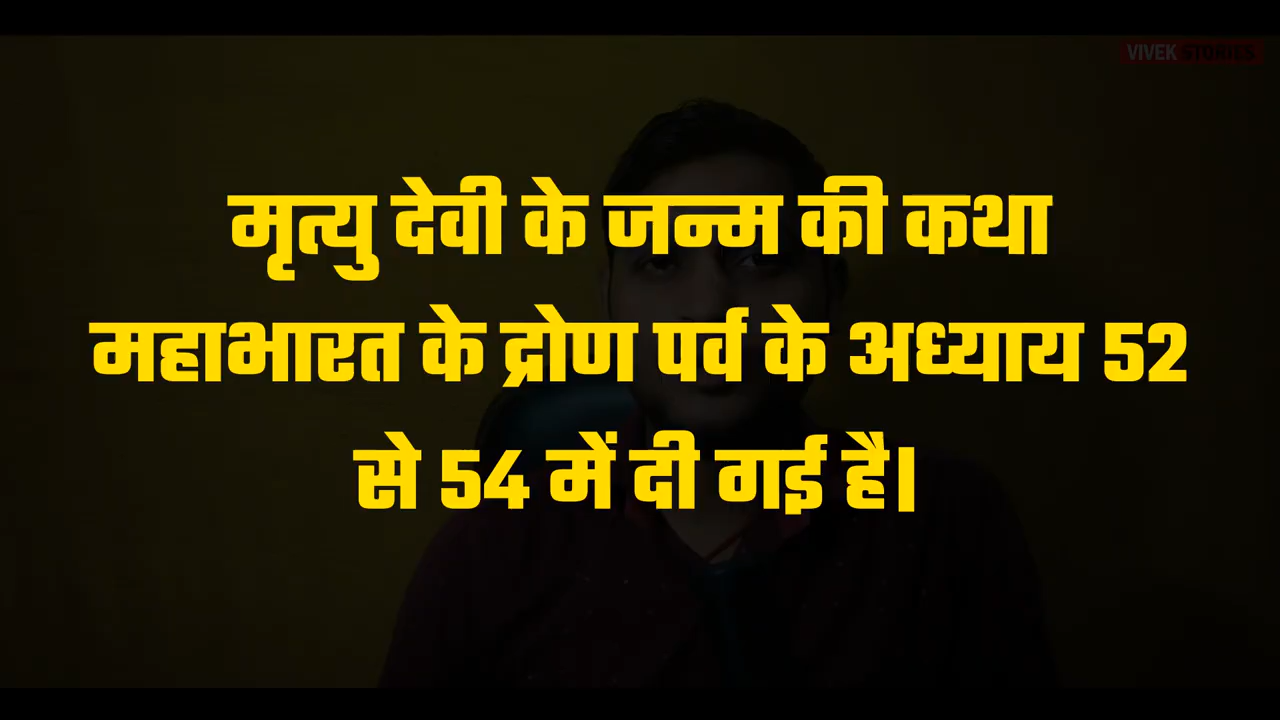 VIVEK STORIES
मृत्यु देवी के जन्म की कथा
महाभारत के द्रोण पर्व के अध्याय 52
से 54 में दी गई है।